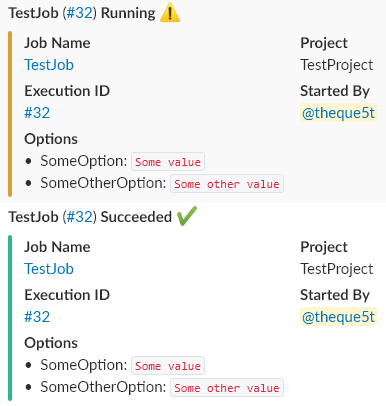 TestJob (#32) Running ⚠️
Job Name Project
TestJob TestProject
Execution ID Started By
#32 @theque5t
Options
• SomeOption: Some value
• SomeOtherOption: Some other value
TestJob (#32) Succeeded ✔
Job Name Project
TestJob TestProject
Execution ID Started By
#32 @theque5t
Options
• SomeOption: Some value
• SomeOtherOption: Some other value